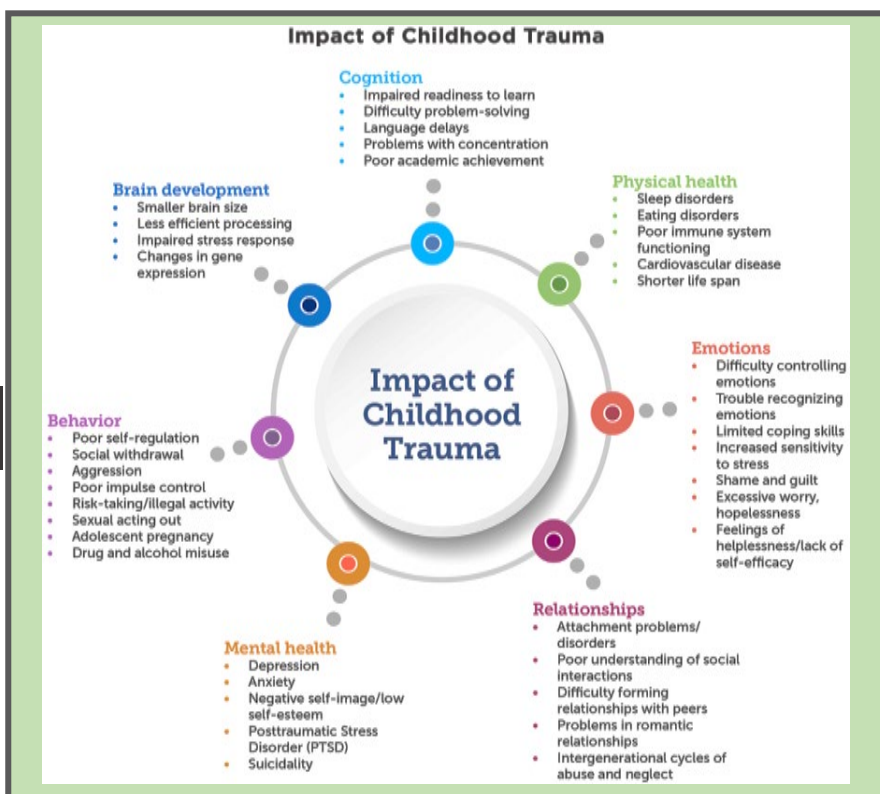 Impact of Childhood Trauma
Cognition
• Impaired readiness to learn
• Difficulty problem-solving
• Language delays
• Problems with concentration
• Poor academic achievement
Physical health
• Sleep disorders
• Eating disorders
• Poor immune system
functioning
• Cardiovascular disease
• Shorter life span
Emotions
• Difficulty controlling
emotions
• Trouble recognizing
emotions
• Limited coping skills
• Increased sensitivity
to stress
• Shame and guilt
• Excessive worry,
hopelessness
• Feelings of
helplessness/lack of
self-efficacy
Relationships
• Attachment problems/
disorders
• Poor understanding of social
interactions
• Difficulty forming
relationships with peers
• Problems in romantic
relationships
• Intergenerational cycles of
abuse and neglect
Mental health
• Depression
• Anxiety
• Negative self-image/low
self-esteem
• Posttraumatic Stress
Disorder (PTSD)
• Suicidality
Behavior
• Poor self-regulation
• Social withdrawal
• Aggression
• Poor impulse control
• Risk-taking/illegal activity
• Sexual acting out
• Adolescent pregnancy
• Drug and alcohol misuse
Brain development
• Smaller brain size
• Less efficient processing
• Impaired stress response
• Changes in gene
expression
Impact of
Childhood
Trauma